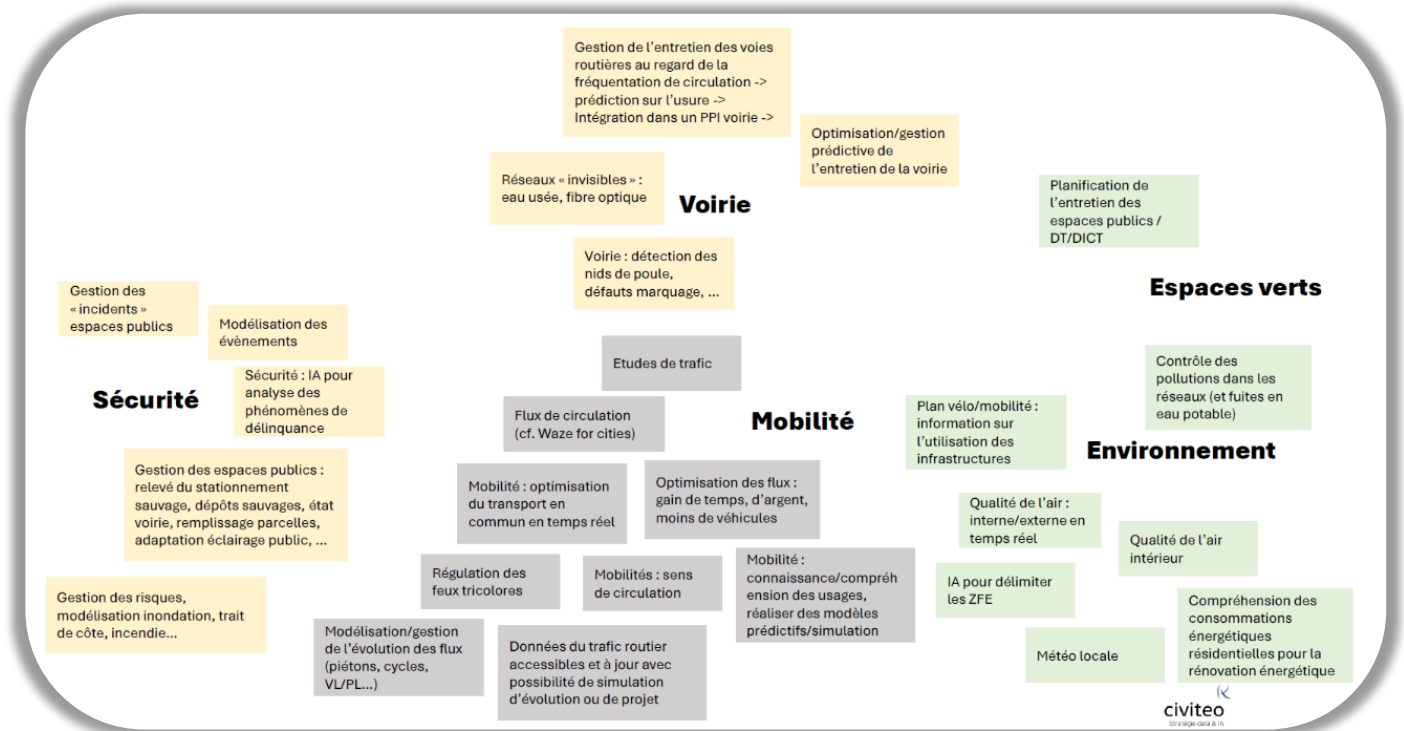 Gestion de l'entretien des voies
routières au regard de la
fréquentation de circulation ->
prédiction sur l'usure ->
Intégration dans un PPI voirie ->
Optimisation/gestion
prédictive de
l'entretien de la voirie
Réseaux « invisibles » :
eau usée, fibre optique
Voirie
Voirie : détection des
nids de poule,
défauts marquage, ...
Planification de
l'entretien des
espaces publics /
DT/DICT
Espaces verts
Gestion des
« incidents »
espaces publics
Modélisation des
évènements
Sécurité
Sécurité : IA pour
analyse des
phénomènes de
délinquance
Gestion des espaces publics :
relevé du stationnement
sauvage, dépôts sauvages, état
voirie, remplissage parcelles,
adaptation éclairage public, ...
Gestion des risques,
modélisation inondation, trait
de côte, incendie...
Etudes de trafic
Flux de circulation
(cf. Waze for cities)
Mobilité
Mobilité : optimisation
du transport en
commun en temps réel
Optimisation des flux :
gain de temps, d'argent,
moins de véhicules
Régulation des
feux tricolores
Mobilités : sens
de circulation
Mobilité :
connaissance/compréh
ension des usages,
réaliser des modèles
prédictifs/simulation
Modélisation/gestion
de l'évolution des flux
(piétons, cycles,
VL/PL...)
Données du trafic routier
accessibles et à jour avec
possibilité de simulation
d'évolution ou de projet
Contrôle des
pollutions dans les
réseaux (et fuites en
eau potable)
Plan vélo/mobilité :
information sur
l'utilisation des
infrastructures
Environnement
Qualité de l'air :
interne/externe en
temps réel
Qualité de l'air
intérieur
IA pour délimiter
les ZFE
Météo locale
Compréhension des
consommations
énergétiques
résidentielles pour la
rénovation énergétique
civiteo
Stratégie data & IA